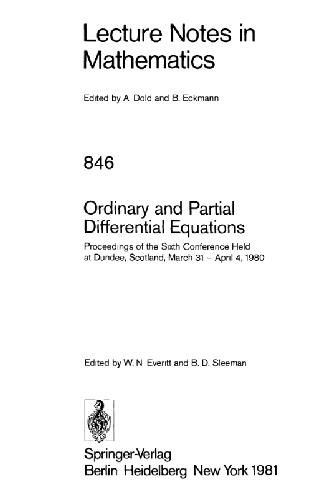 Lecture Notes in
Mathematics
Edited by A. Dold and B. Eckmann
846
Ordinary and Partial
Differential Equations
Proceedings of the Sixth Conference Held
at Dundee, Scotland, March 31 – April 4, 1980
Edited by W. N. Everitt and B. D. Sleeman
Springer-Verlag
Berlin Heidelberg New York 1981